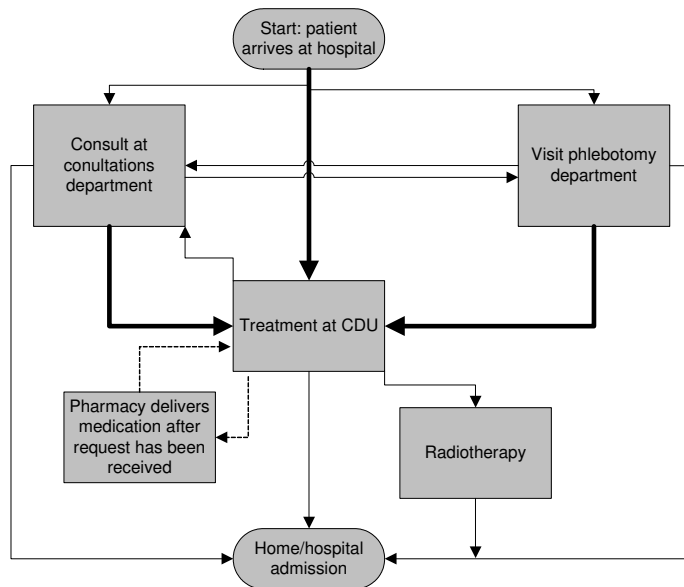 Start: patient
arrives at hospital
Consult at
conultations
department
Visit phlebotomy
department
Treatment at CDU
Pharmacy delivers
medication after
request has been
received
Radiotherapy
Home/hospital
admission